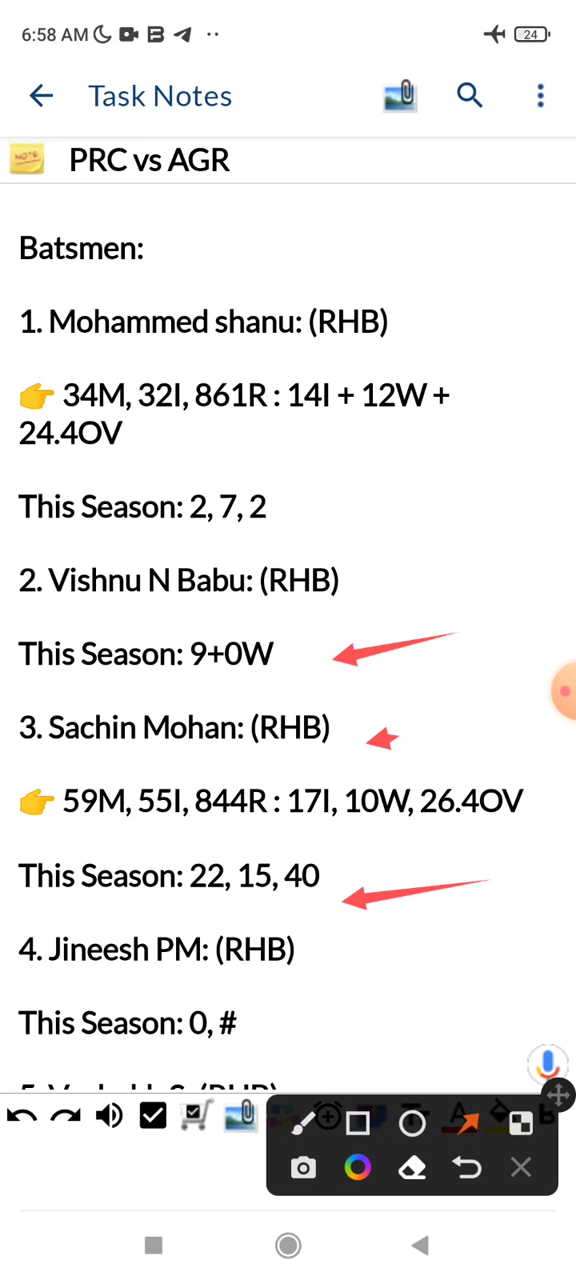 6:58 AM
24
Task Notes
NOTE
PRC vs AGR
Batsmen:
1. Mohammed shanu: (RHB)
👉 34M, 32I, 861R : 14I + 12W +
24.4OV
This Season: 2, 7, 2
2. Vishnu N Babu: (RHB)
This Season: 9+0W
3. Sachin Mohan: (RHB)
👉 59M, 55I, 844R : 17I, 10W, 26.4OV
This Season: 22, 15, 40
4. Jineesh PM: (RHB)
This Season: 0, #